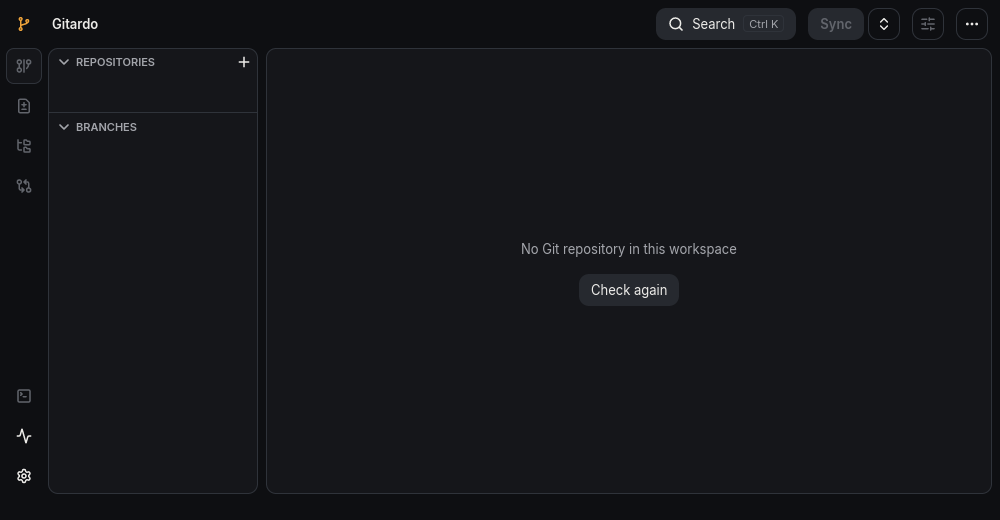 Gitardo
Search Ctrl K
Sync
REPOSITORIES
BRANCHES
No Git repository in this workspace
Check again